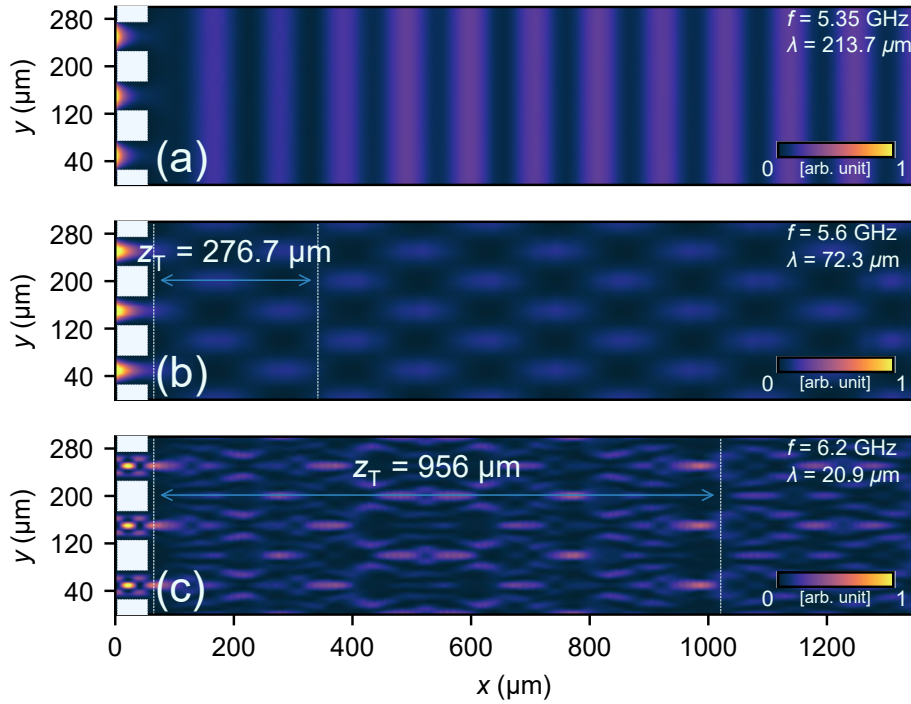 280
200
120
40
y (μm)
(a)
f = 5.35 GHz
λ = 213.7 μm
0 [arb. unit] 1
280
200
120
40
y (μm)
z_T = 276.7 μm
(b)
f = 5.6 GHz
λ = 72.3 μm
0 [arb. unit] 1
280
200
120
40
y (μm)
z_T = 956 μm
(c)
f = 6.2 GHz
λ = 20.9 μm
0 [arb. unit] 1
0 200 400 600 800 1000 1200
x (μm)